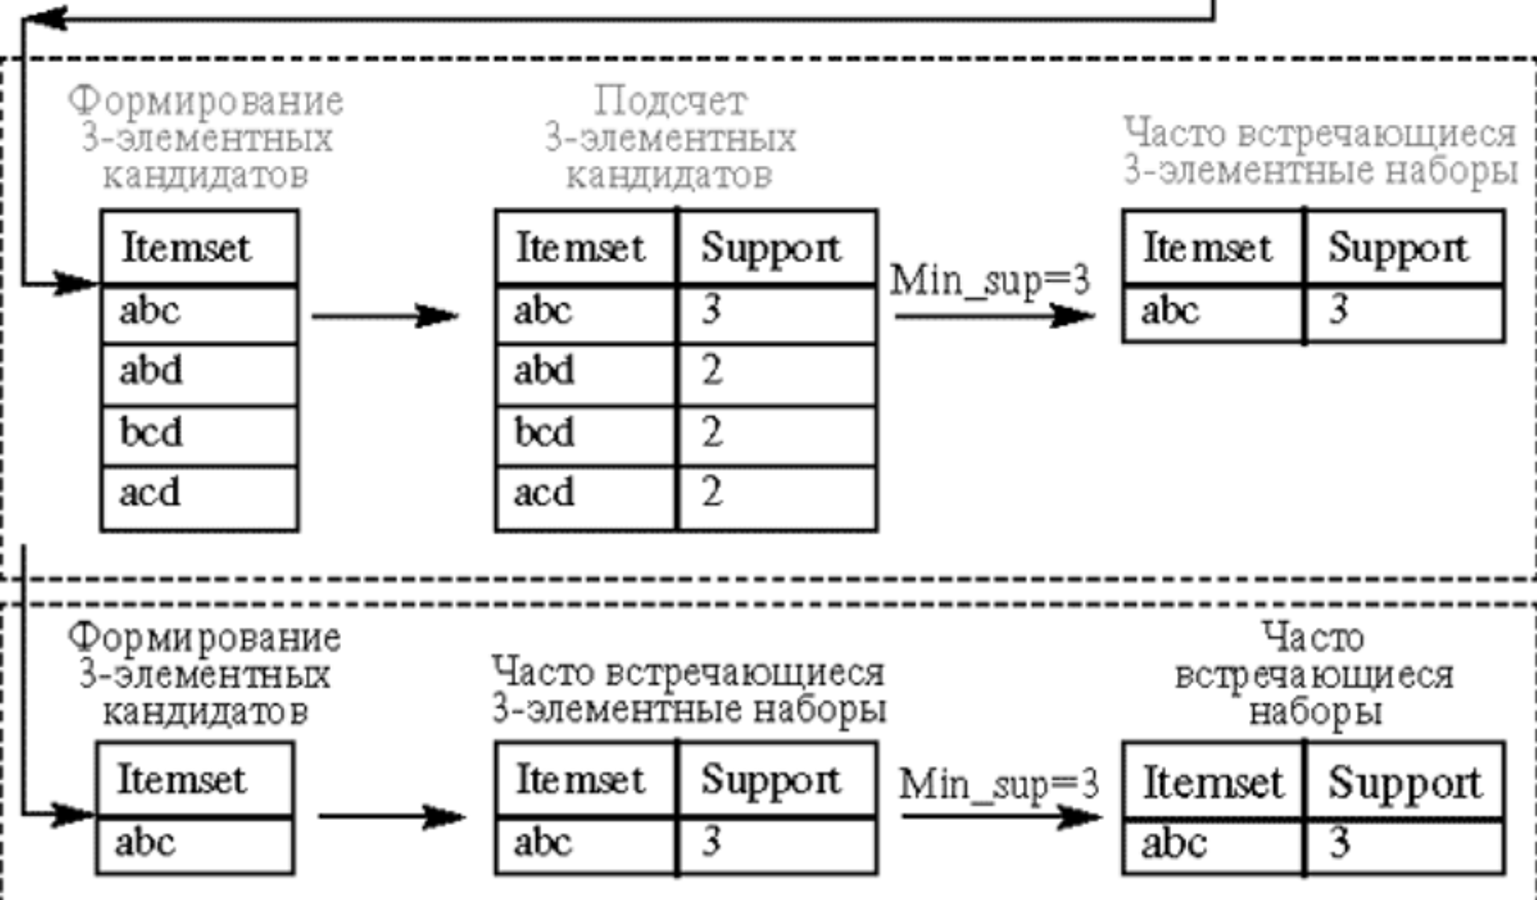 Формирование
3-элементных
кандидатов
Itemset
abc
abd
bcd
acd
Подсчет
3-элементных
кандидатов
Itemset Support
abc 3
abd 2
bcd 2
acd 2
Min_sup=3
Часто встречающиеся
3-элементные наборы
Itemset Support
abc 3
Формирование
3-элементных
кандидатов
Itemset
abc
Часто встречающиеся
3-элементные наборы
Itemset Support
abc 3
Min_sup=3
Часто
встречающиеся
наборы
Itemset Support
abc 3